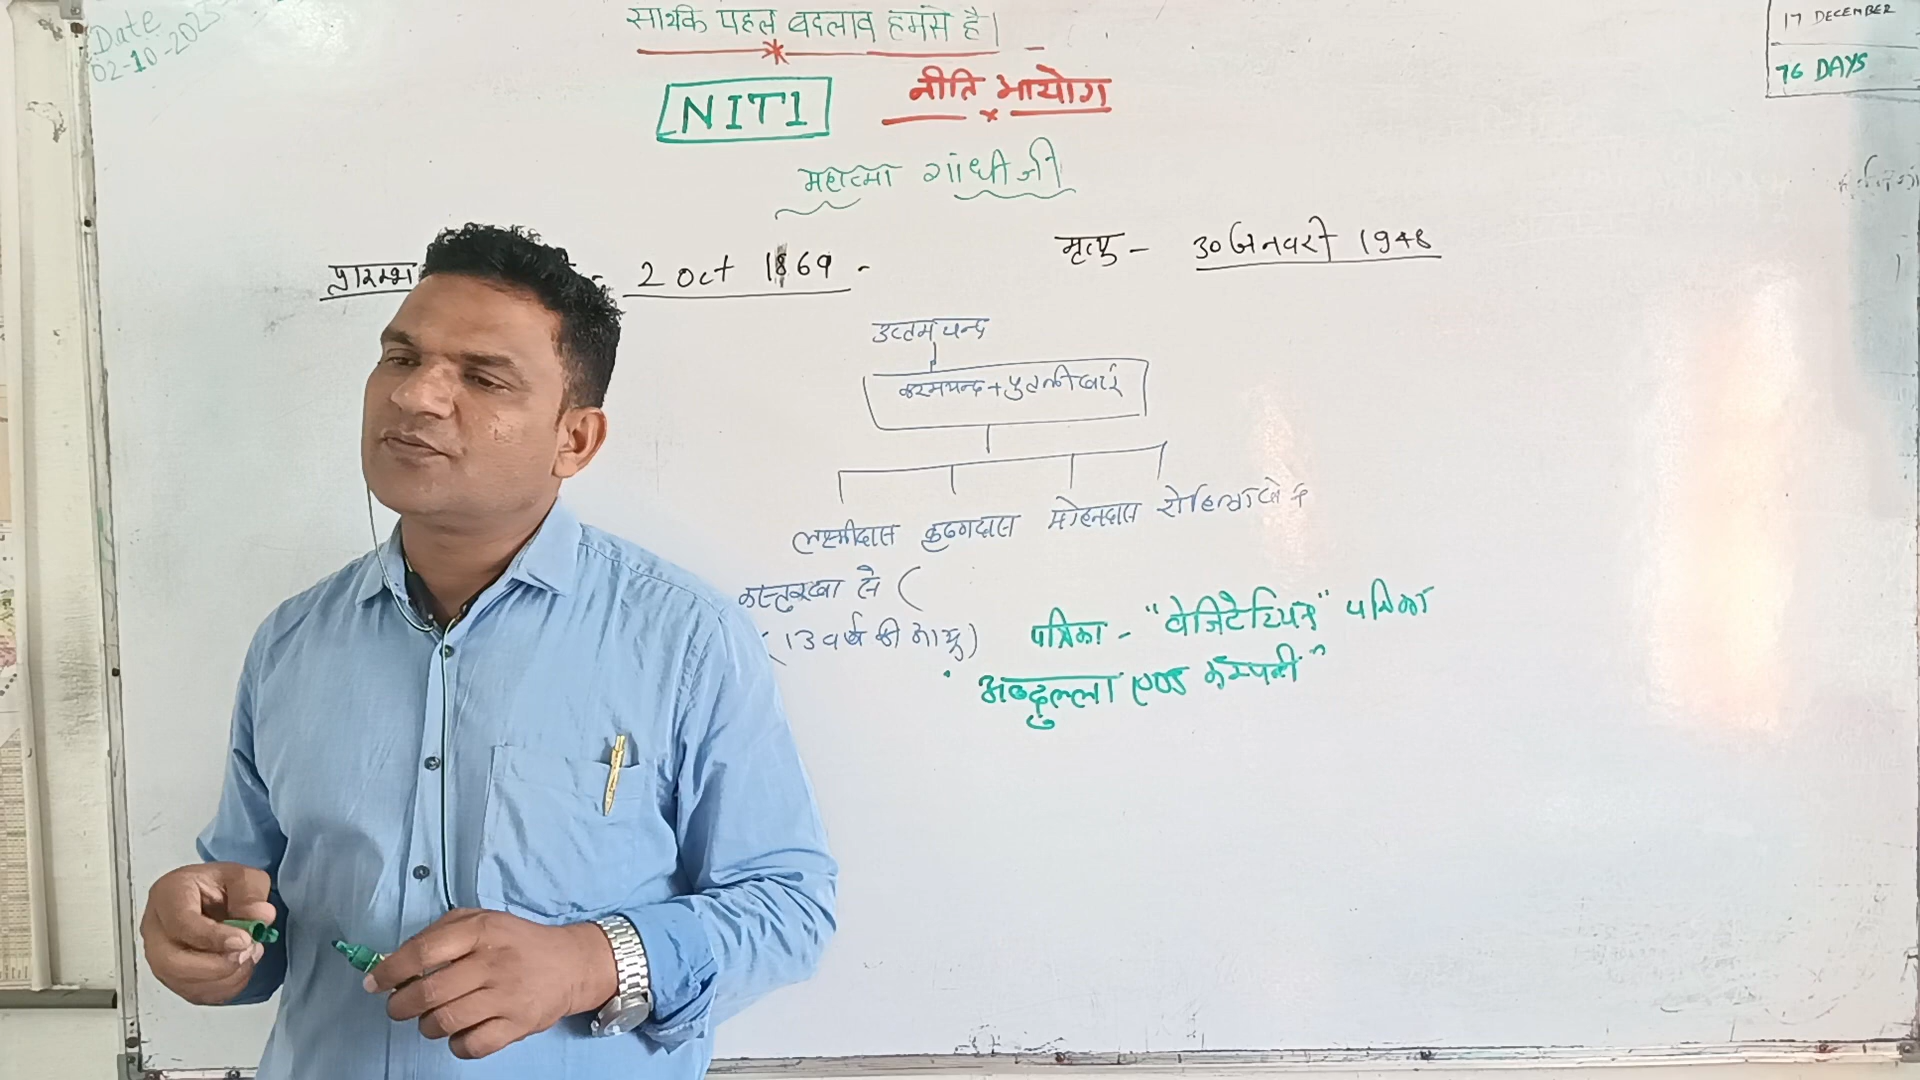 Date
02-10-2025
सार्थक पहल बदलाव हमसे है।
17 DECEMBER
76 DAYS
NITI नीति आयोग
महात्मा गांधी जी
प्रारम्भ - 2 Oct 1869 -
मृत्यु - 30 जनवरी 1948
उत्तमचन्द
करमचन्द + पुतलीबाई
लक्ष्मीदास कृष्णदास मोहनदास
कस्तुरबा से (
(13 वर्ष की आयु)
पत्रिका - "वेजिटेरियन" पत्रिका
"अब्दुल्ला एण्ड कम्पनी"